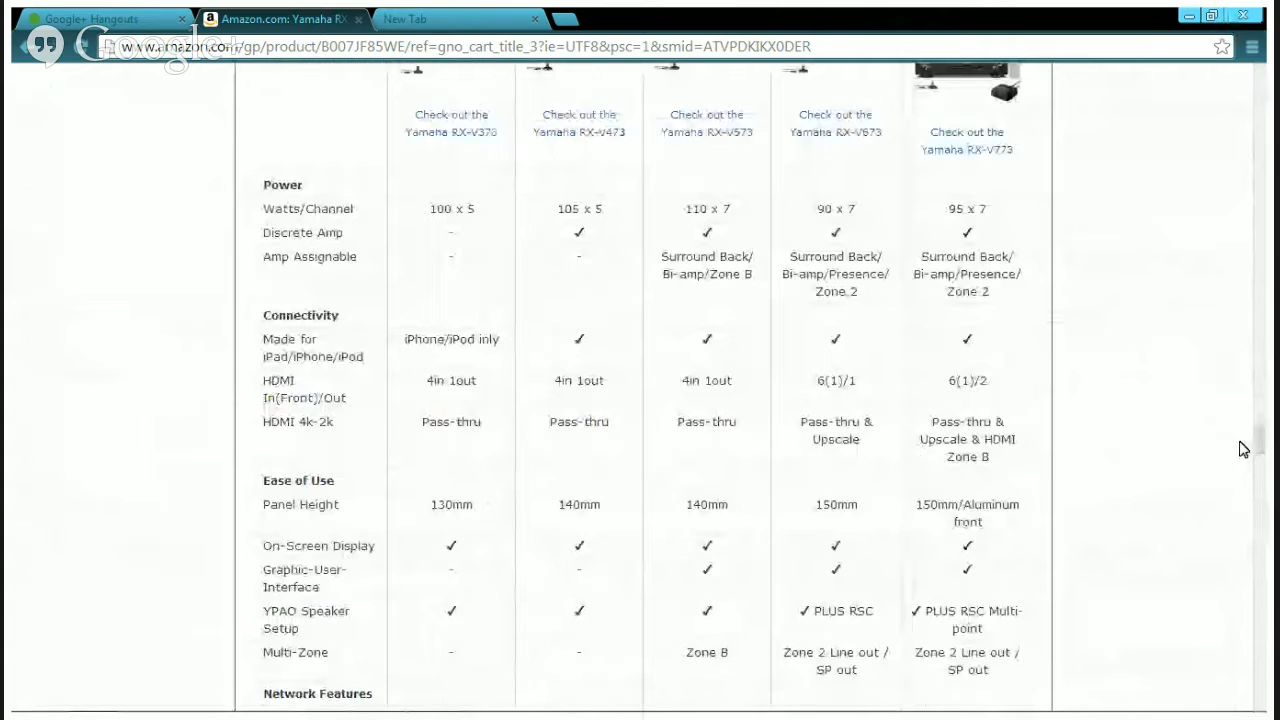 Google+ Hangouts
Amazon.com: Yamaha RX
New Tab
Google+
www.amazon.com/gp/product/B007JF85WE/ref=gno_cart_title_3?ie=UTF8&psc=1&smid=ATVPDKIKX0DER
Check out the Yamaha RX-V373
Check out the Yamaha RX-V473
Check out the Yamaha RX-V573
Check out the Yamaha RX-V673
Check out the Yamaha RX-V773
Power
Watts/Channel 100 x 5 105 x 5 110 x 7 90 x 7 95 x 7
Discrete Amp - ✓ ✓ ✓ ✓
Amp Assignable - - Surround Back/ Surround Back/ Surround Back/
Bi-amp/Zone B Bi-amp/Presence/ Bi-amp/Presence/
Zone 2 Zone 2
Connectivity
Made for iPhone/iPod inly ✓ ✓ ✓ ✓
iPad/iPhone/iPod
HDMI 4in 1out 4in 1out 4in 1out 6(1)/1 6(1)/2
In(Front)/Out
HDMI 4k-2k Pass-thru Pass-thru Pass-thru Pass-thru & Pass-thru &
Upscale Upscale & HDMI
Zone B
Ease of Use
Panel Height 130mm 140mm 140mm 150mm 150mm/Aluminum
front
On-Screen Display ✓ ✓ ✓ ✓ ✓
Graphic-User- - - ✓ ✓ ✓
Interface
YPAO Speaker ✓ ✓ ✓ ✓ PLUS RSC ✓ PLUS RSC Multi-
Setup point
Multi-Zone - - Zone B Zone 2 Line out / Zone 2 Line out /
SP out SP out
Network Features